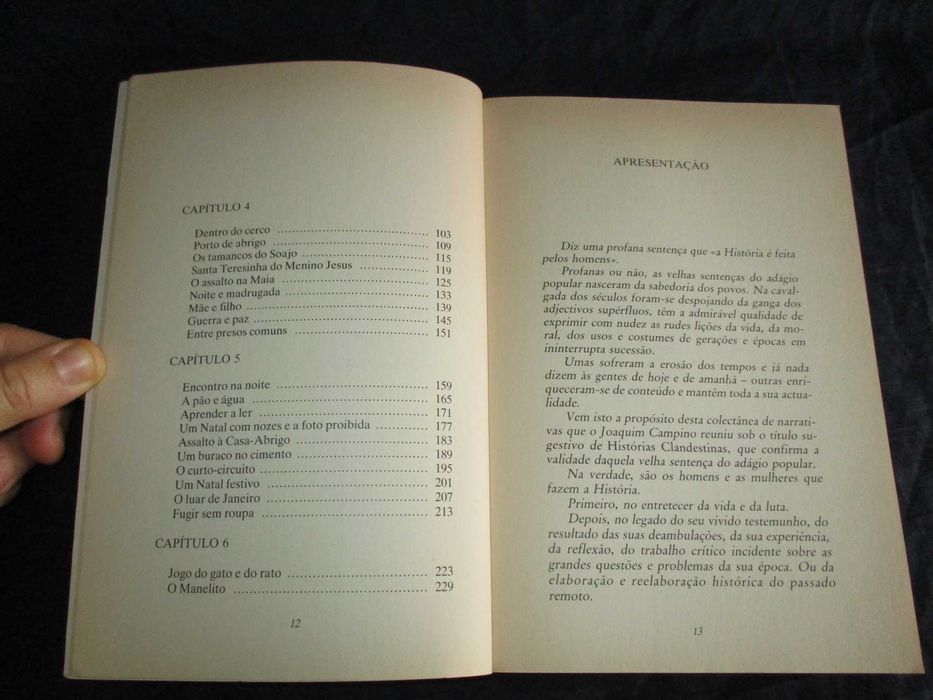 CAPÍTULO 4
Dentro do cerco ........................................ 103
Porto de abrigo ........................................ 109
Os tamancos do Soajo ................................ 115
Santa Teresinha do Menino Jesus .................. 119
O assalto na Maia ...................................... 125
Noite e madrugada ..................................... 133
Mãe e filho .............................................. 139
Guerra e paz ............................................ 145
Entre presos comuns ................................... 151
CAPÍTULO 5
Encontro na noite ...................................... 159
A pão e água ............................................ 165
Aprender a ler .......................................... 171
Um Natal com nozes e a foto proibida ............ 177
Assalto à Casa-Abrigo ................................. 183
Um buraco no cimento ................................. 189
O curto-circuito ......................................... 195
Um Natal festivo ........................................ 201
O luar de Janeiro ....................................... 207
Fugir sem roupa ......................................... 213
CAPÍTULO 6
Jogo do gato e do rato ................................. 223
O Manelito ............................................... 229
12
APRESENTAÇÃO
Diz uma profana sentença que «a História é feita
pelos homens».
Profanas ou não, as velhas sentenças do adágio
popular nasceram da sabedoria dos povos. Na caval-
gada dos séculos foram-se despojando da ganga dos
adjectivos supérfluos, têm a admirável qualidade de
exprimir com nudez as rudes lições da vida, da mo-
ral, dos usos e costumes de gerações e épocas em
ininterrupta sucessão.
Umas sofreram a erosão dos tempos e já nada
dizem às gentes de hoje e de amanhã – outras enri-
queceram-se de conteúdo e mantém toda a sua actu-
alidade.
Vem isto a propósito desta colectânea de narrati-
vas que o Joaquim Campino reuniu sob o título su-
gestivo de Histórias Clandestinas, que confirma a
validade daquela velha sentença do adágio popular.
Na verdade, são os homens e as mulheres que
fazem a História.
Primeiro, no entretecer da vida e da luta.
Depois, no legado do seu vivido testemunho, do
resultado das suas deambulações, da sua experiência,
da reflexão, do trabalho crítico incidente sobre as
grandes questões e problemas da sua época. Ou da
elaboração e reelaboração histórica do passado
remoto.
13